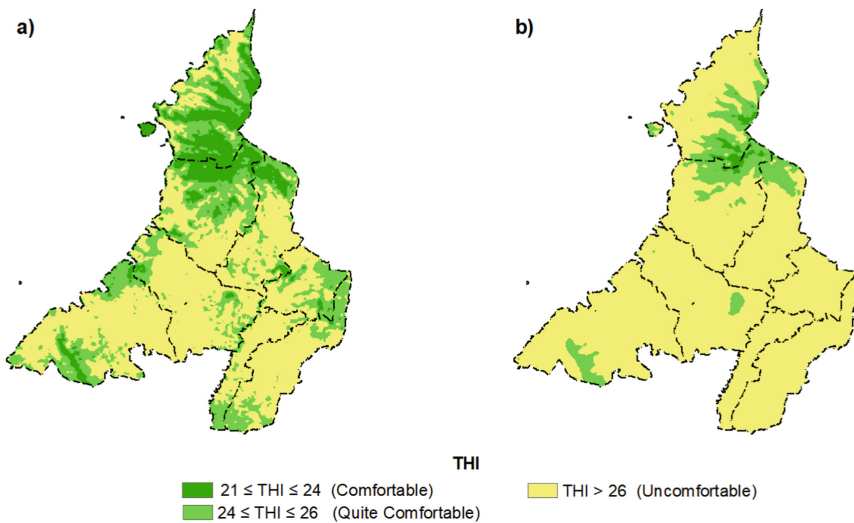 a)
b)
THI
21 ≤ THI ≤ 24 (Comfortable)
THI > 26 (Uncomfortable)
24 ≤ THI ≤ 26 (Quite Comfortable)